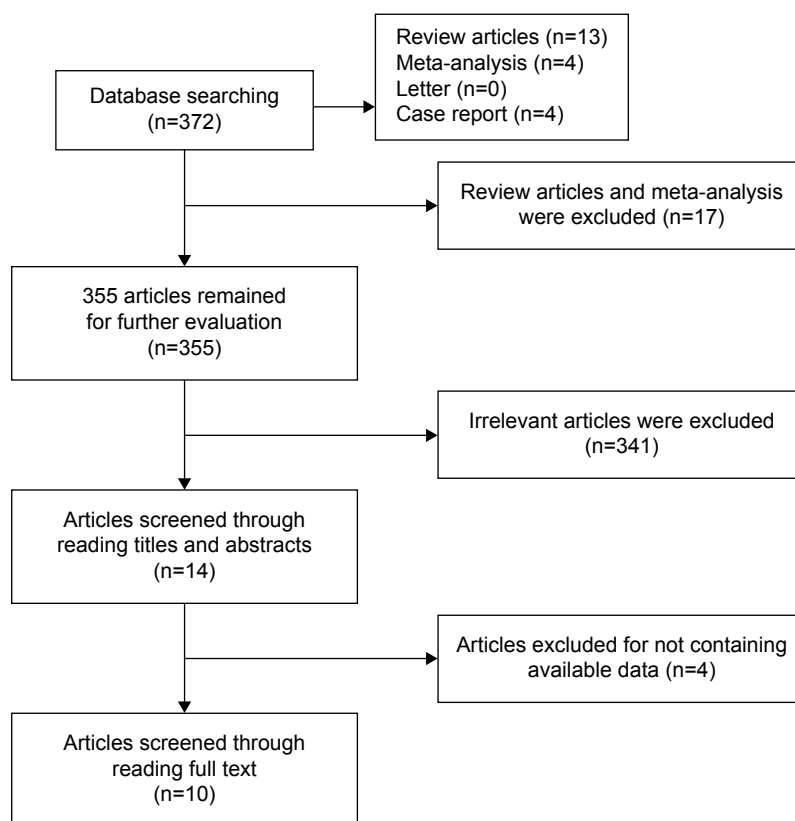 Review articles (n=13)
Meta-analysis (n=4)
Letter (n=0)
Case report (n=4)
Database searching
(n=372)
Review articles and meta-analysis
were excluded (n=17)
355 articles remained
for further evaluation
(n=355)
Irrelevant articles were excluded
(n=341)
Articles screened through
reading titles and abstracts
(n=14)
Articles excluded for not containing
available data (n=4)
Articles screened through
reading full text
(n=10)